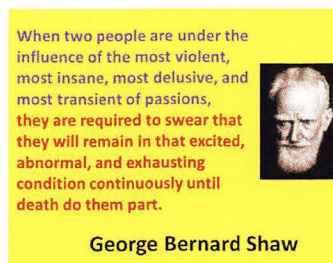 When two people are under the
influence of the most violent,
most insane, most delusive, and
most transient of passions,
they are required to swear that
they will remain in that excited,
abnormal, and exhausting
condition continuously until
death do them part.
George Bernard Shaw